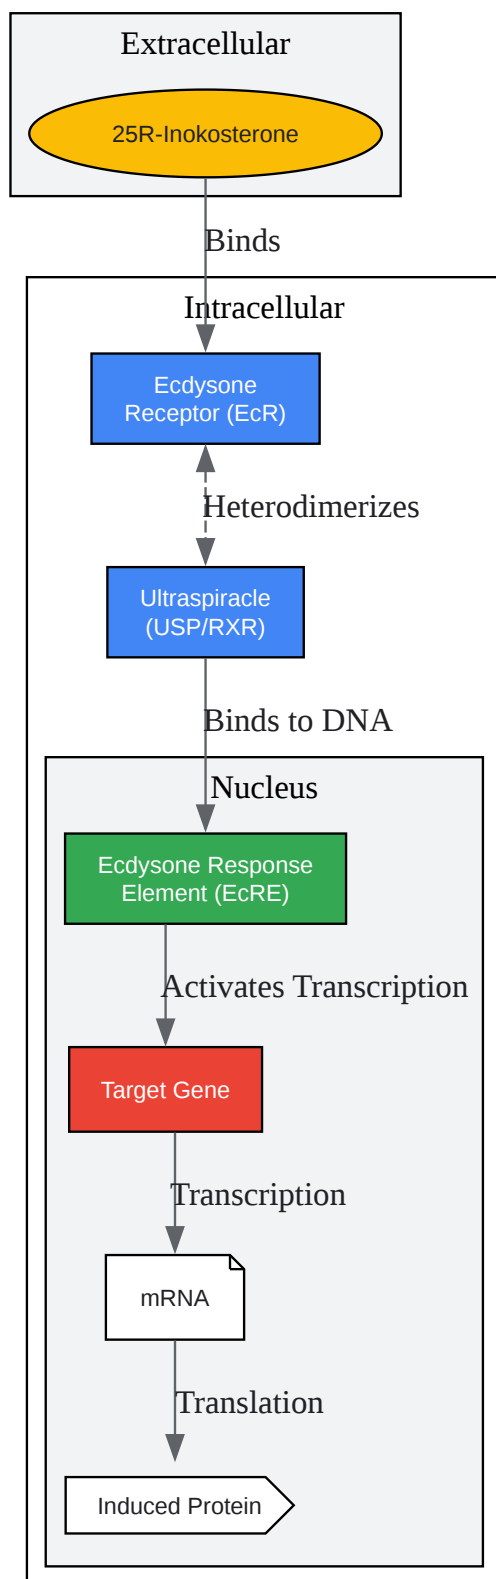 Extracellular
25R-Inokosterone
Binds
Intracellular
Ecdysone
Receptor (EcR)
Heterodimerizes
Ultraspiracle
(USP/RXR)
Binds to DNA
Nucleus
Ecdysone Response
Element (EcRE)
Activates Transcription
Target Gene
Transcription
mRNA
Translation
Induced Protein